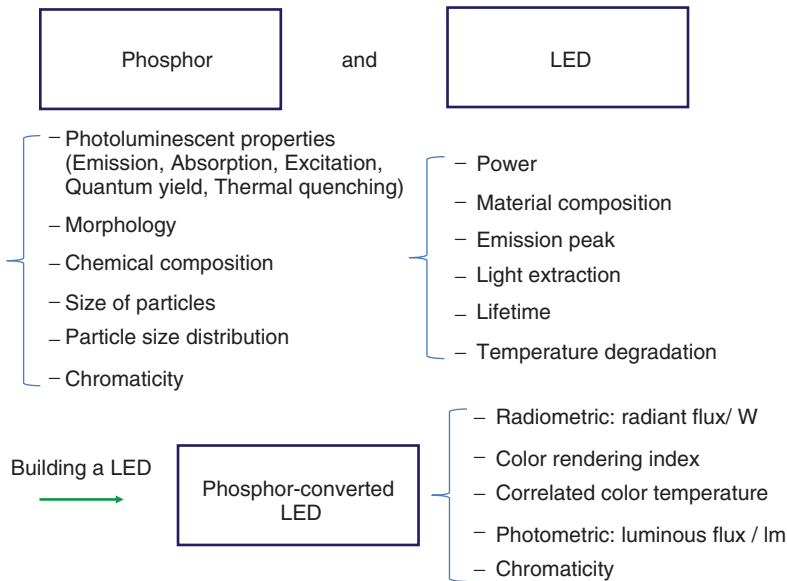 Phosphor
and
LED
– Photoluminescent properties
(Emission, Absorption, Excitation,
Quantum yield, Thermal quenching)
– Morphology
– Chemical composition
– Size of particles
– Particle size distribution
– Chromaticity
– Power
– Material composition
– Emission peak
– Light extraction
– Lifetime
– Temperature degradation
Building a LED
Phosphor-converted
LED
– Radiometric: radiant flux/ W
– Color rendering index
– Correlated color temperature
– Photometric: luminous flux / lm
– Chromaticity